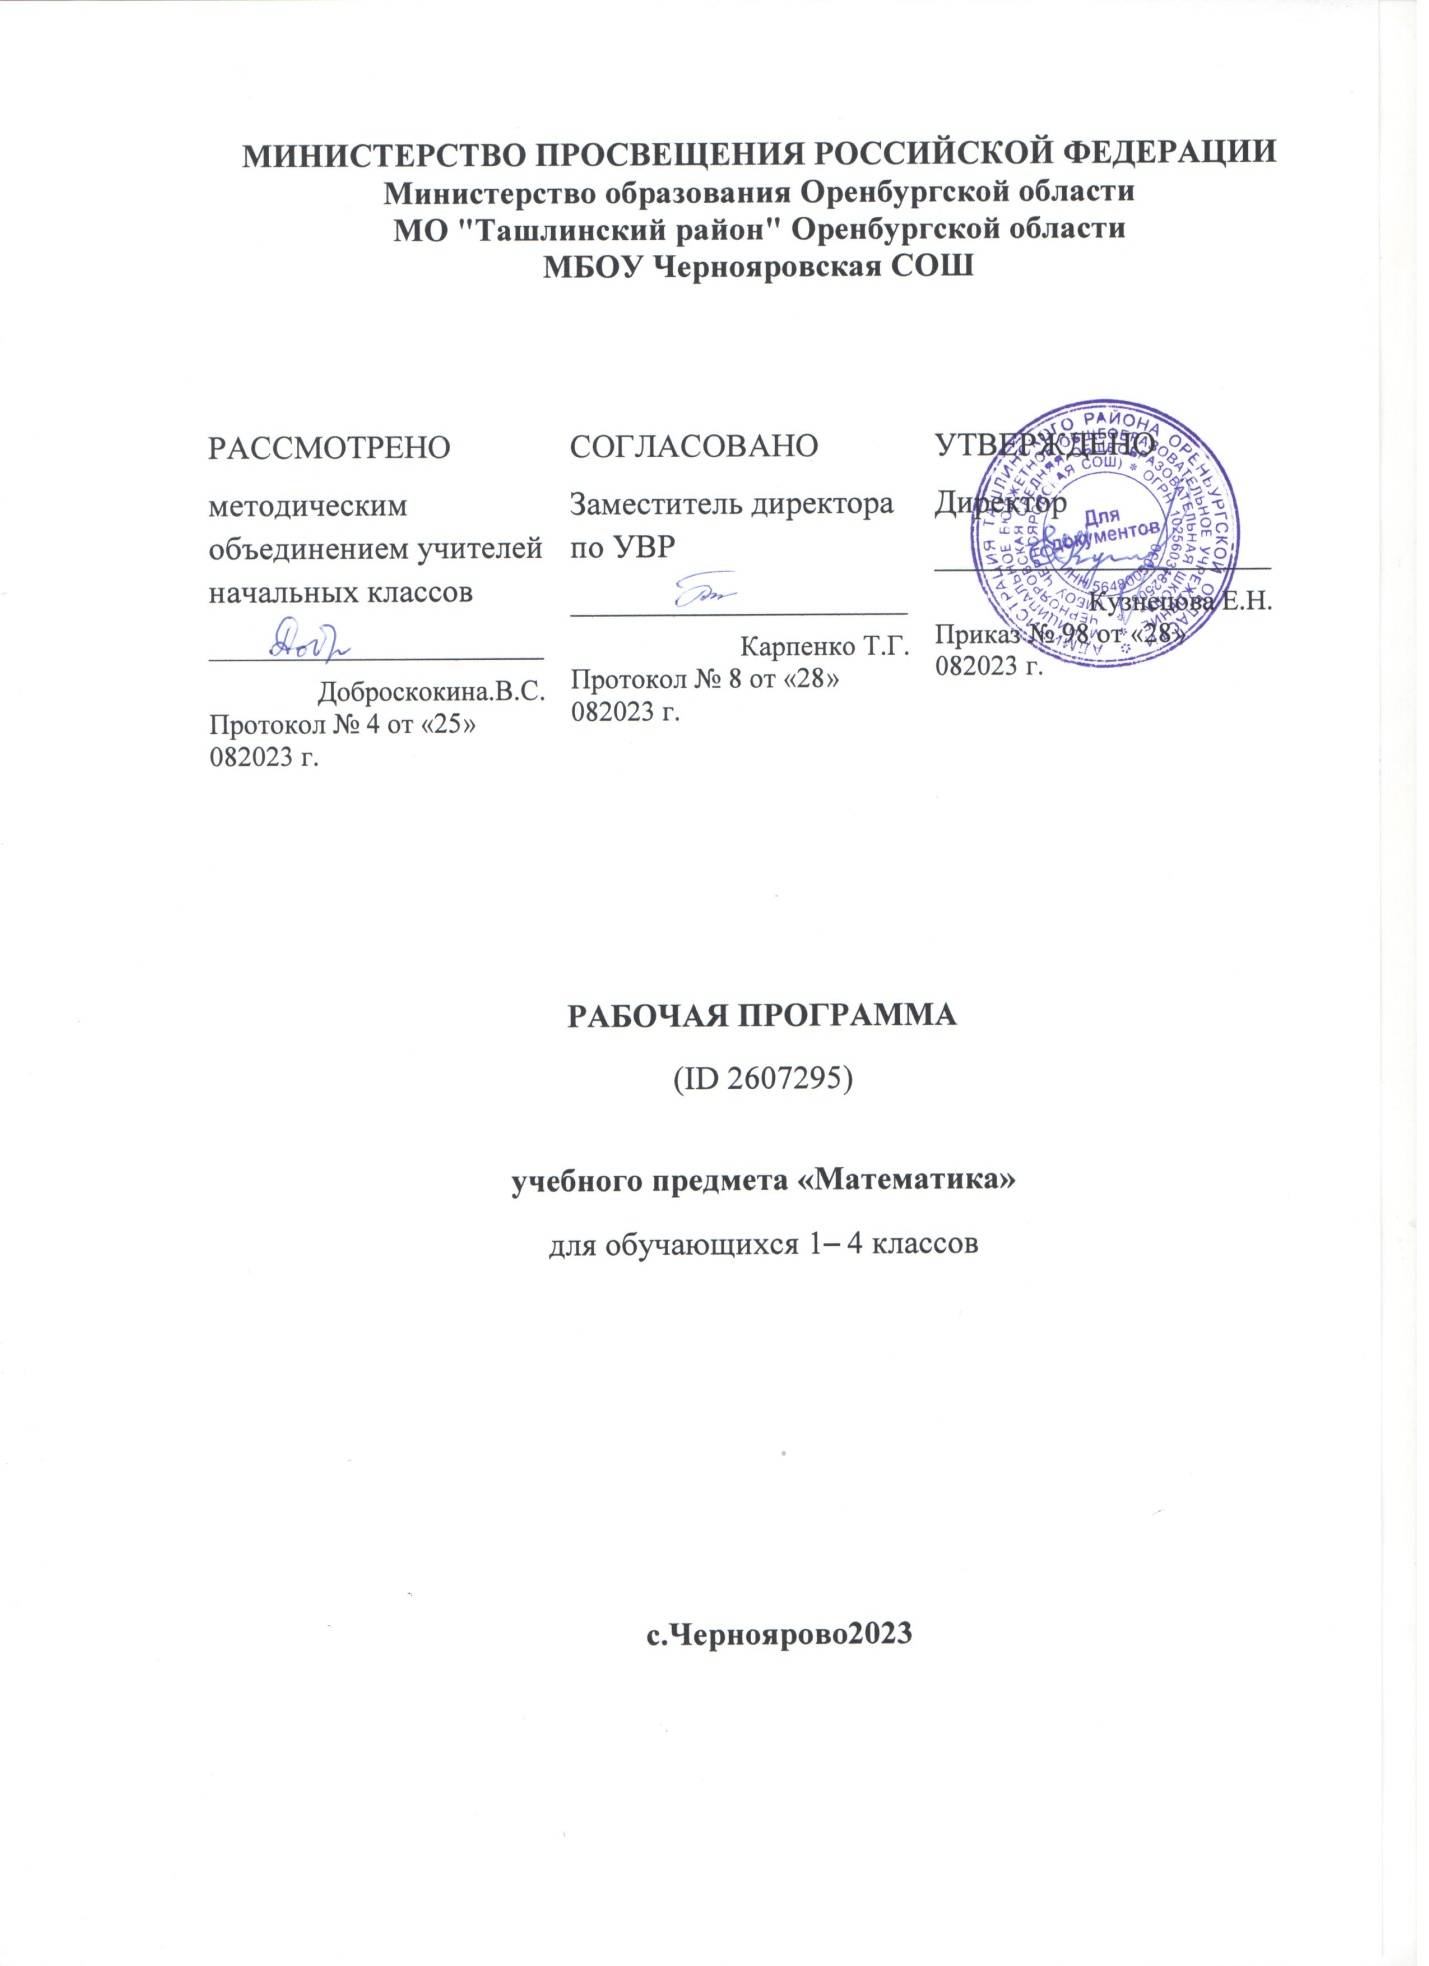 МИНИСТЕРСТВО ПРОСВЕЩЕНИЯ РОССИЙСКОЙ ФЕДЕРАЦИИ
Министерство образования Оренбургской области
МО "Ташлинский район" Оренбургской области
МБОУ Чернояровская СОШ
РАССМОТРЕНО
методическим
объединением учителей
начальных классов
Доброскокина.В.С.
Протокол № 4 от «25»
082023 г.
СОГЛАСОВАНО
Заместитель директора
по УВР
Карпенко Т.Г.
Протокол № 8 от «28»
082023 г.
УТВЕРЖДЕНО
Директор
Кузнецова Е.Н.
Приказ № 98 от «28»
082023 г.
Для
документов
РАБОЧАЯ ПРОГРАММА
(ID 2607295)
учебного предмета «Математика»
для обучающихся 1– 4 классов
с.Черноярово2023